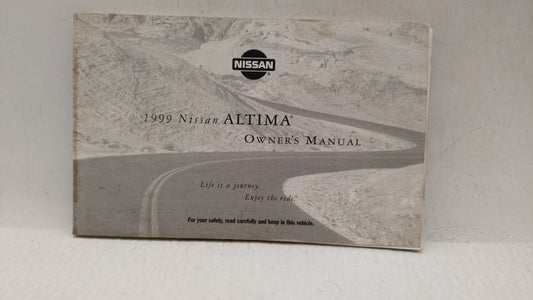 NISSAN
1999 Nissan ALTIMA®
OWNER'S MANUAL
Life is a journey.
Enjoy the ride.™
For your safety, read carefully and keep in this vehicle.